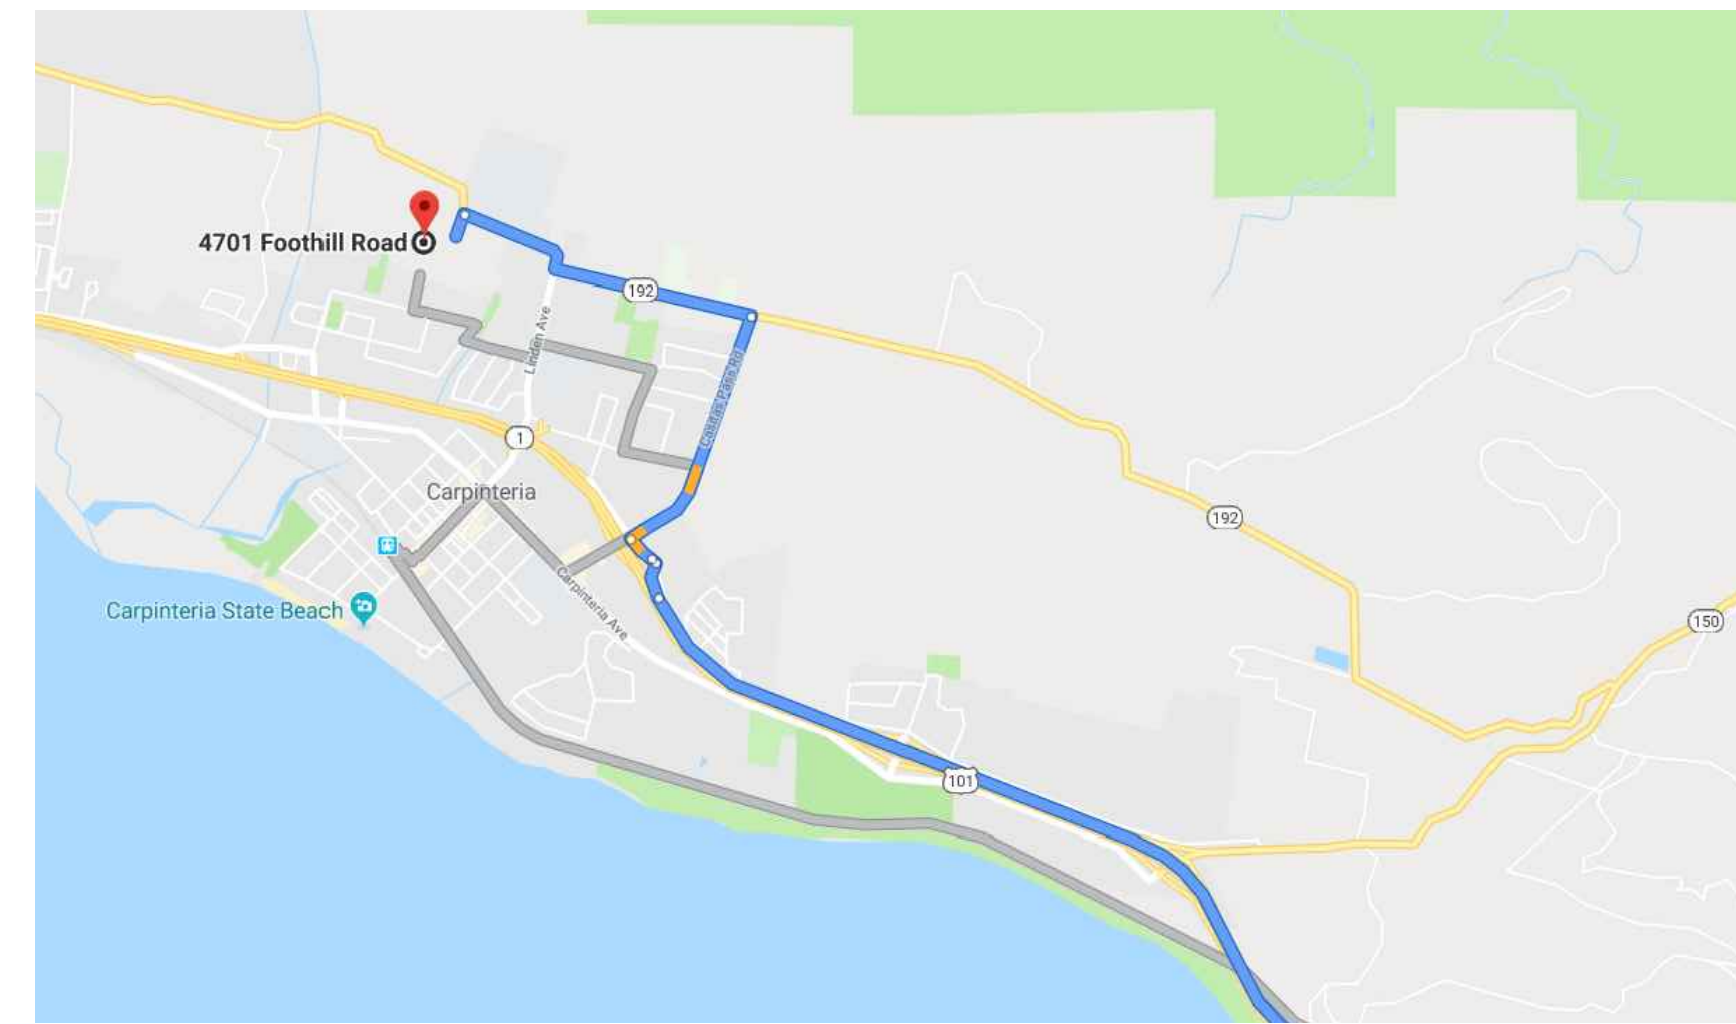 4701 Foothill Road
192
Linden Ave
Casitas Pass Rd
1
Carpinteria
192
Carpinteria Ave
Carpinteria State Beach
150
101